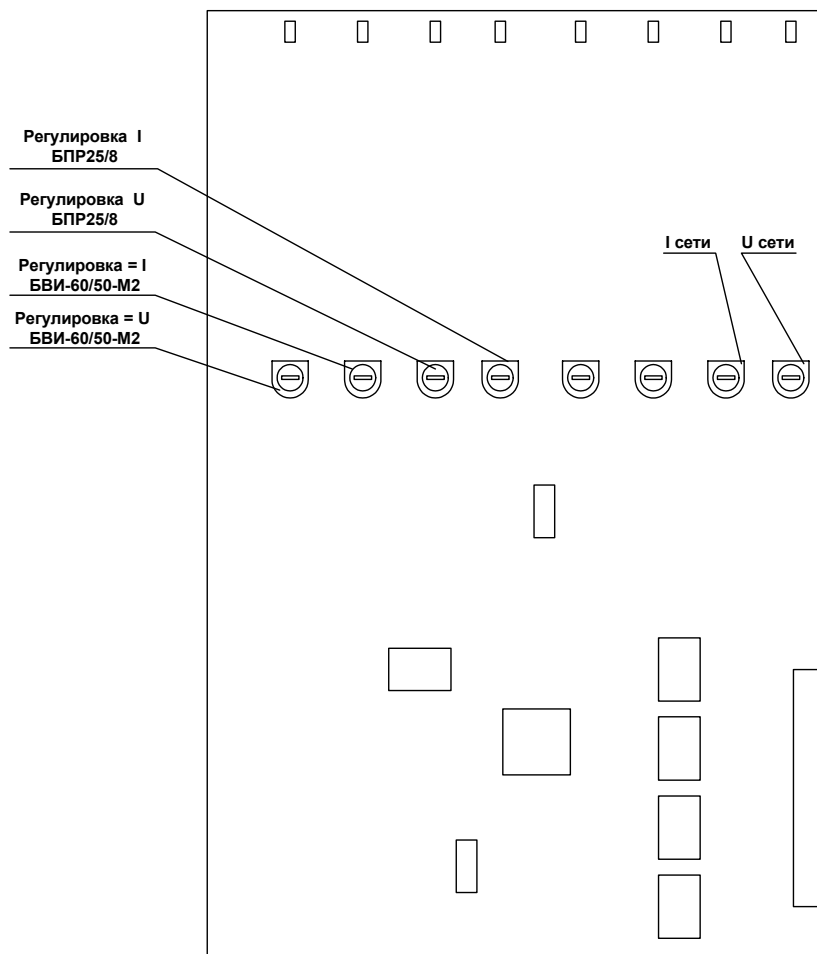 Регулировка I
БПР25/8
Регулировка U
БПР25/8
Регулировка = I
БВИ-60/50-М2
Регулировка = U
БВИ-60/50-М2
I сети
U сети